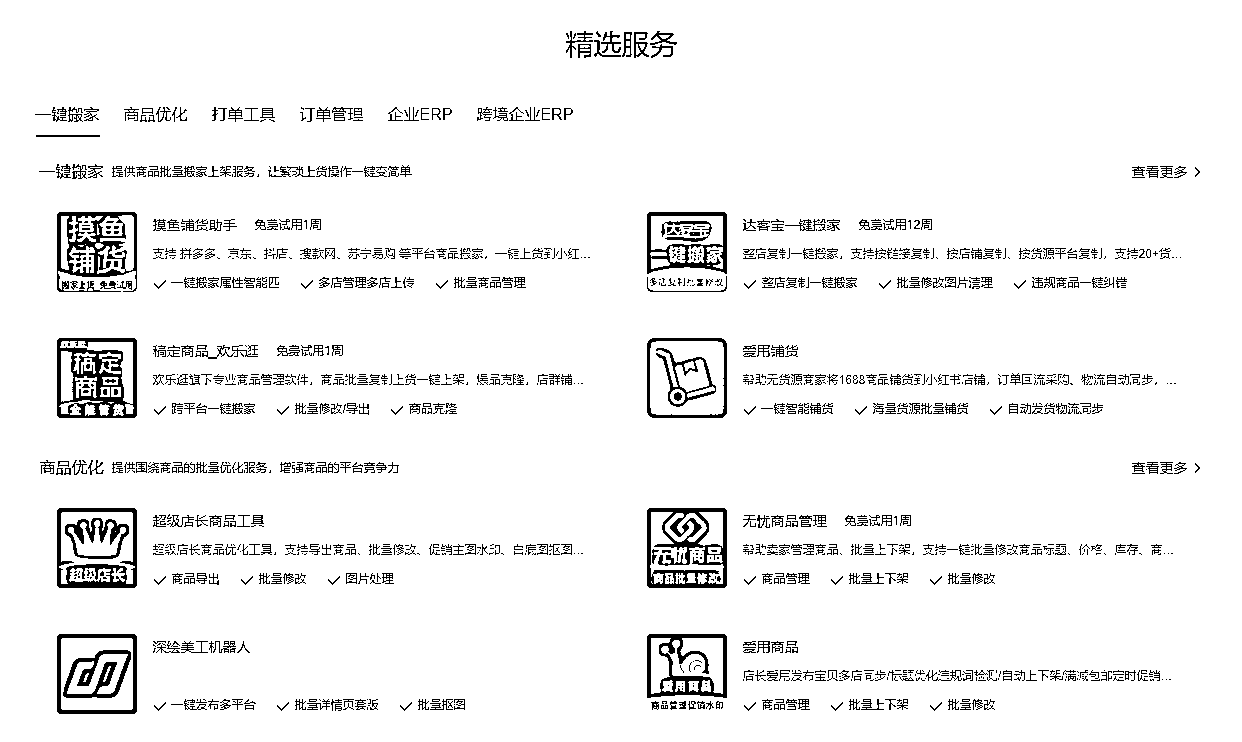 精选服务
一键搬家 商品优化 打单工具 订单管理 企业ERP 跨境企业ERP
一键搬家 提供商品批量搬家上架服务，让繁琐上货操作一键变简单 查看更多
摸鱼铺货
搬家上货 免费试用
摸鱼铺货助手 免费试用1周
支持 拼多多、京东、抖店、搜款网、苏宁易购 等平台商品搬家，一键上货到小红...
一键搬家属性智能匹 多店管理多店上传 批量商品管理
达客宝
一键搬家
多店复制批量修改
达客宝一键搬家 免费试用12周
整店复制一键搬家，支持按链接复制、按店铺复制、按货源平台复制，支持20+货...
整店复制一键搬家 批量修改图片清理 违规商品一键纠错
稿定商品
稿定商品_欢乐逛 免费试用1周
欢乐逛旗下专业商品管理软件，商品批量复制上货一键上架，爆品克隆，店群铺...
跨平台一键搬家 批量修改/导出 商品克隆
爱用铺货
帮助无货源商家将1688商品铺货到小红书店铺，订单回流采购、物流自动同步，...
一键智能铺货 海量货源批量铺货 自动发货物流同步
商品优化 提供围绕商品的批量优化服务，增强商品的平台竞争力 查看更多
超级店长
超级店长商品工具
超级店长商品优化工具，支持导出商品、批量修改、促销主图水印、白底图抠图...
商品导出 批量修改 图片处理
无忧商品
商品批量修改
无忧商品管理 免费试用1周
帮助卖家管理商品、批量上下架，支持一键批量修改商品标题、价格、库存、商...
商品管理 批量上下架 批量修改
深绘美工机器人
一键发布多平台 批量详情页套版 批量抠图
爱用商品
商品管理促销水印
爱用商品
店长爱用发布宝贝多店同步/标题优化违规词检测/自动上下架/满减包邮定时促销...
商品管理 批量上下架 批量修改